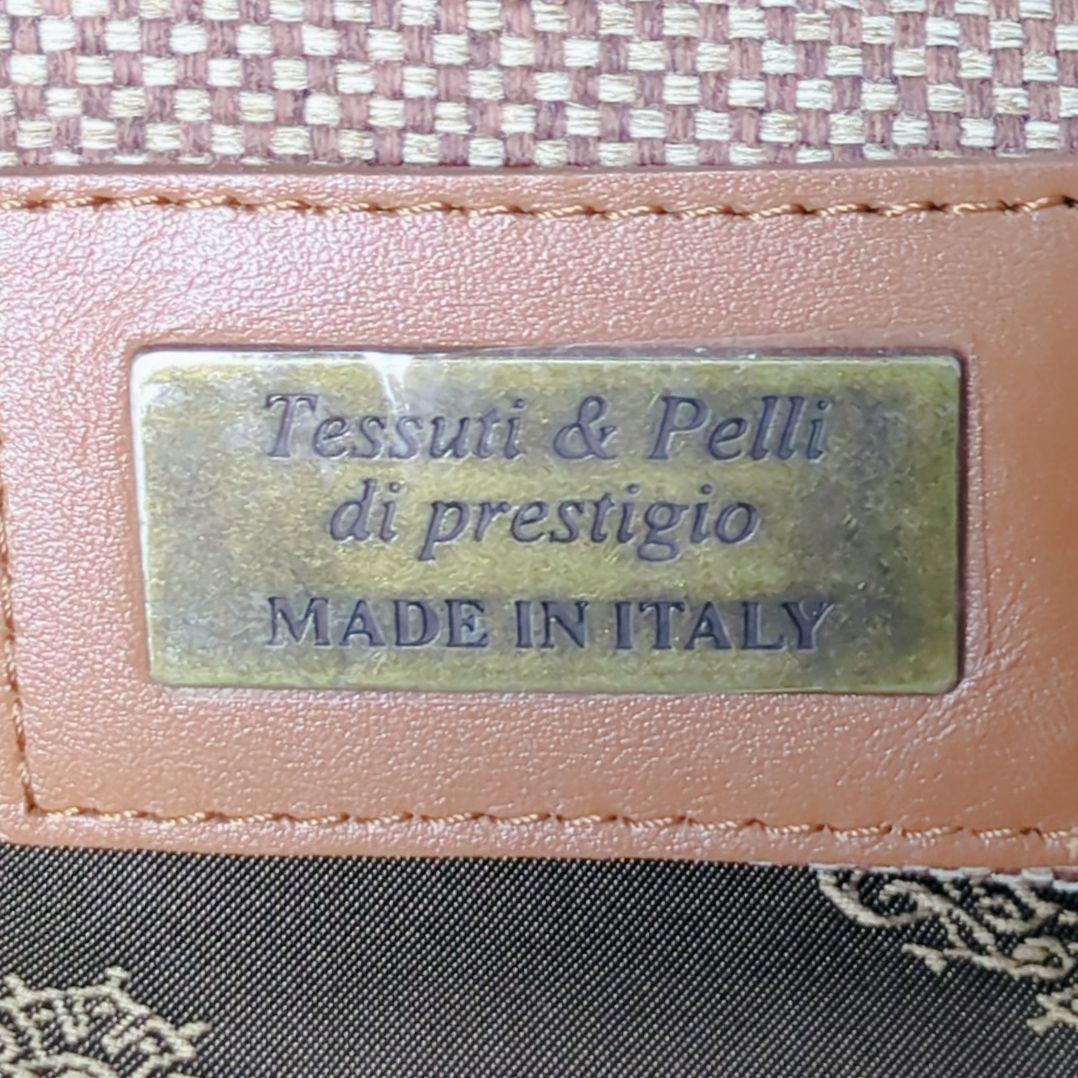 Tessuti & Pelli
di prestigio
MADE IN ITALY